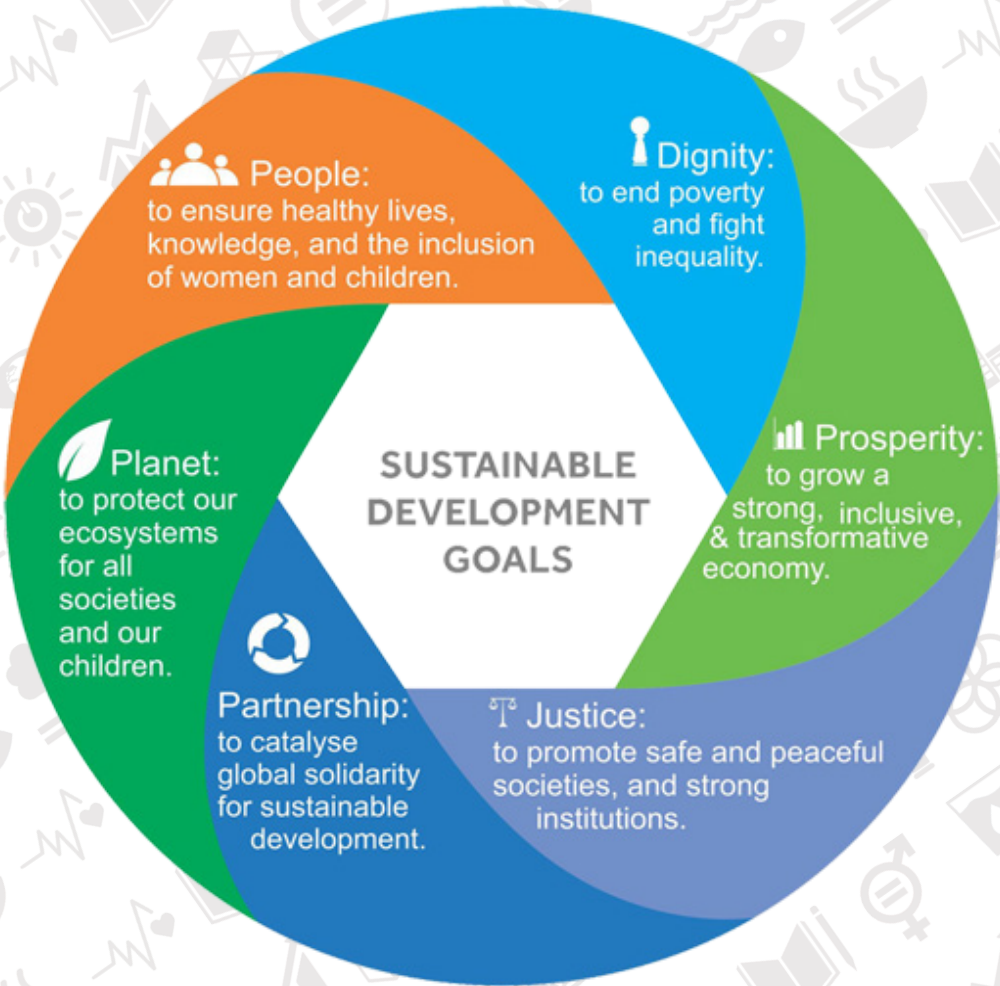 People:
to ensure healthy lives,
knowledge, and the inclusion
of women and children.
Dignity:
to end poverty
and fight
inequality.
Prosperity:
to grow a
strong, inclusive,
& transformative
economy.
Justice:
to promote safe and peaceful
societies, and strong
institutions.
Partnership:
to catalyse
global solidarity
for sustainable
development.
Planet:
to protect our
ecosystems
for all
societies
and our
children.
SUSTAINABLE
DEVELOPMENT
GOALS